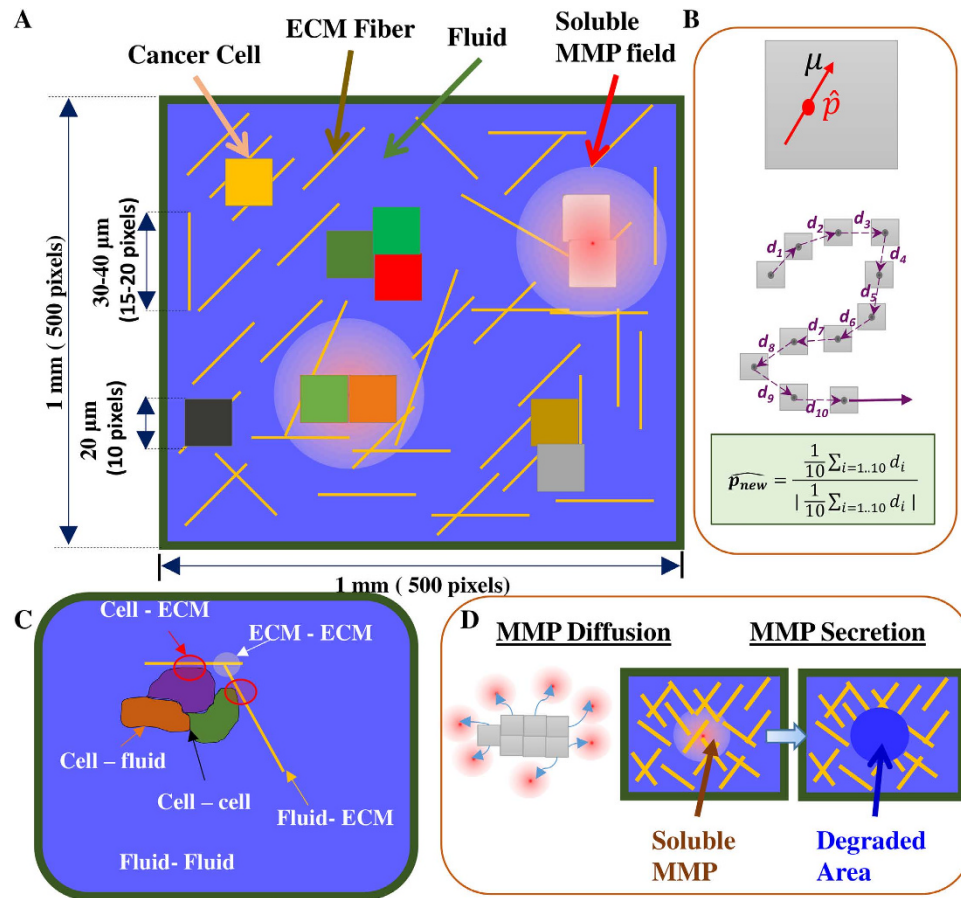 A
Cancer Cell
ECM Fiber
Fluid
Soluble
MMP field
1 mm ( 500 pixels)
30-40 µm
(15-20 pixels)
20 µm
(10 pixels)
1 mm ( 500 pixels)
B
μ
p̂
d1
d2
d3
d4
d5
d6
d7
d8
d9
d10
p̂new = 1/10 ∑i=1..10 di / | 1/10 ∑i=1..10 di |
C
Cell - ECM
ECM - ECM
Cell – fluid
Cell – cell
Fluid- ECM
Fluid- Fluid
D
MMP Diffusion
MMP Secretion
Soluble
MMP
Degraded
Area